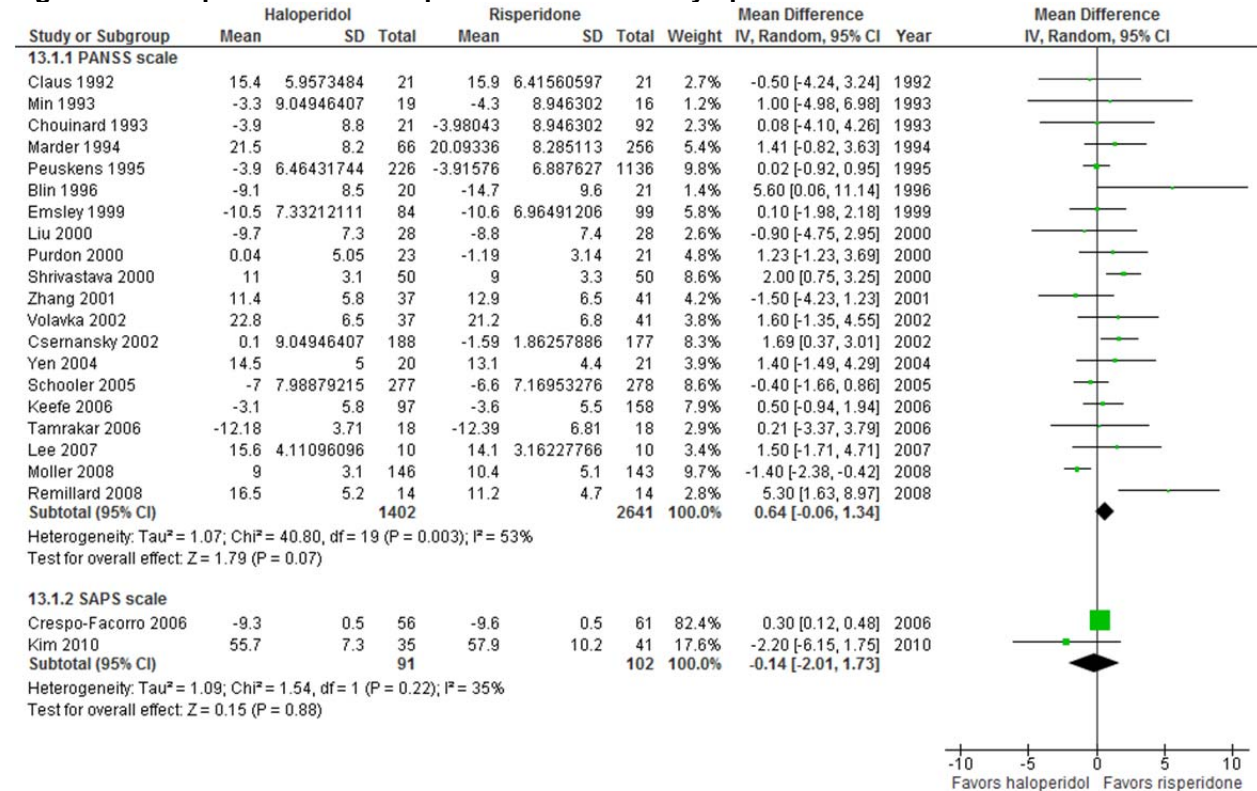 Haloperidol Risperidone Mean Difference Mean Difference
Study or Subgroup Mean SD Total Mean SD Total Weight IV, Random, 95% CI Year IV, Random, 95% CI
13.1.1 PANSS scale
Claus 1992 15.4 5.9573484 21 15.9 6.41560597 21 2.7% -0.50 [-4.24, 3.24] 1992
Min 1993 -3.3 9.04946407 19 -4.3 8.946302 16 1.2% 1.00 [-4.98, 6.98] 1993
Chouinard 1993 -3.9 8.8 21 -3.98043 8.946302 92 2.3% 0.08 [-4.10, 4.26] 1993
Marder 1994 21.5 8.2 66 20.09336 8.285113 256 5.4% 1.41 [-0.82, 3.63] 1994
Peuskens 1995 -3.9 6.46431744 226 -3.91576 6.887627 1136 9.8% 0.02 [-0.92, 0.95] 1995
Blin 1996 -9.1 8.5 20 -14.7 9.6 21 1.4% 5.60 [0.06, 11.14] 1996
Emsley 1999 -10.5 7.33212111 84 -10.6 6.96491206 99 5.8% 0.10 [-1.98, 2.18] 1999
Liu 2000 -9.7 7.3 28 -8.8 7.4 28 2.6% -0.90 [-4.75, 2.95] 2000
Purdon 2000 0.04 5.05 23 -1.19 3.14 21 5.0% 1.23 [-1.23, 3.69] 2000
Shrivastava 2000 11 3.1 50 9 3.3 50 8.6% 2.00 [0.75, 3.25] 2000
Zhang 2001 11.4 5.8 37 12.9 6.5 41 4.2% -1.50 [-4.23, 1.23] 2001
Volavka 2002 22.8 6.5 37 21.2 6.8 41 3.8% 1.60 [-1.35, 4.55] 2002
Csernansky 2002 0.1 9.04946407 188 -1.59 1.86257886 177 8.3% 1.69 [0.37, 3.01] 2002
Yen 2004 14.5 5 20 13.1 4.4 21 4.0% 1.40 [-1.49, 4.29] 2004
Schooler 2005 -7 7.98879215 277 -6.6 7.16953276 278 8.6% -0.40 [-1.66, 0.86] 2005
Keefe 2006 -3.1 5.8 97 -3.6 5.5 158 7.9% 0.50 [-0.94, 1.94] 2006
Tamrakar 2006 -12.18 3.71 18 -12.39 6.81 18 2.9% 0.21 [-3.37, 3.79] 2006
Lee 2007 15.6 4.11096096 10 14.1 3.16227766 10 3.4% 1.50 [-1.71, 4.71] 2007
Moller 2008 9 3.1 146 10.4 5.1 143 9.7% -1.40 [-2.38, -0.42] 2008
Remillard 2008 16.5 5.2 14 11.2 4.7 14 2.8% 5.30 [1.63, 8.97] 2008
Subtotal (95% CI) 1402 2641 100.0% 0.64 [-0.06, 1.34]
Heterogeneity: Tau² = 1.07; Chi² = 40.80, df = 19 (P = 0.003); I² = 53%
Test for overall effect: Z = 1.79 (P = 0.07)
13.1.2 SAPS scale
Crespo-Facorro 2006 -9.3 0.5 56 -9.6 0.5 61 82.4% 0.30 [0.12, 0.48] 2006
Kim 2010 55.7 7.3 35 57.9 10.2 41 17.6% -2.20 [-6.15, 1.75] 2010
Subtotal (95% CI) 91 102 100.0% -0.14 [-2.01, 1.73]
Heterogeneity: Tau² = 1.09; Chi² = 1.54, df = 1 (P = 0.22); I² = 35%
Test for overall effect: Z = 0.15 (P = 0.88)
-10 -5 0 5 10
Favors haloperidol Favors risperidone